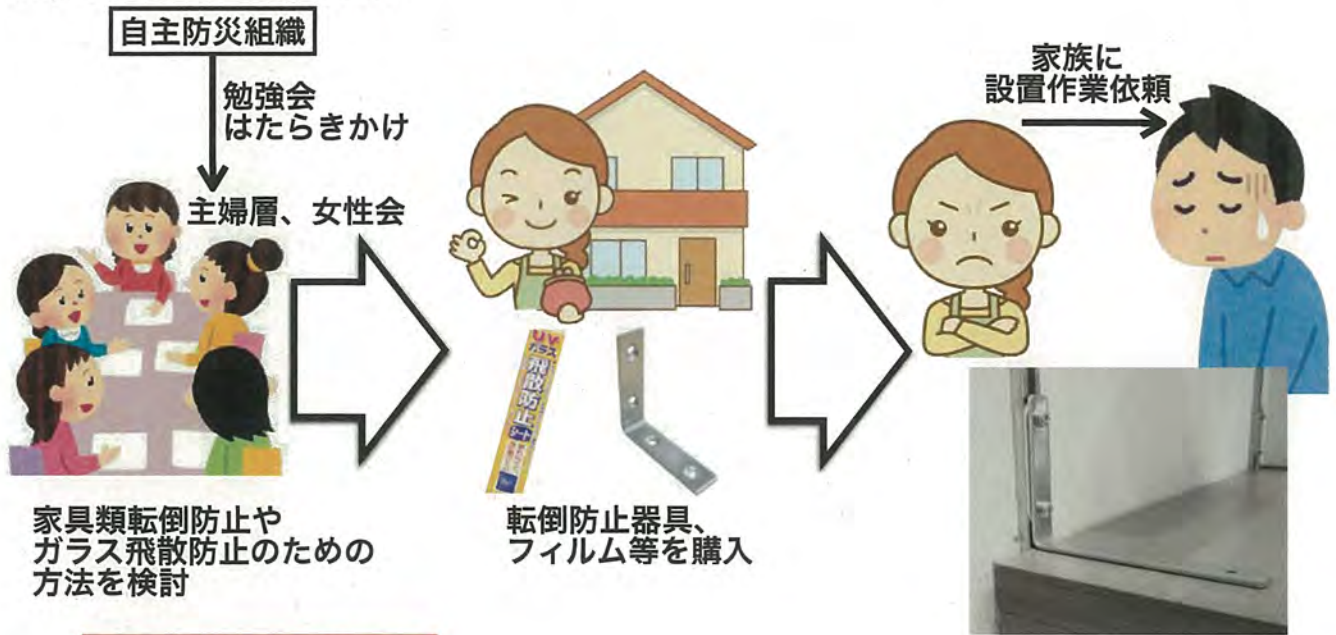 自主防災組織
勉強会
はたらきかけ
主婦層、女性会
家具類転倒防止や
ガラス飛散防止のための
方法を検討
UV
ガラス
飛散防止
シート
転倒防止器具、
フィルム等を購入
家族に
設置作業依頼